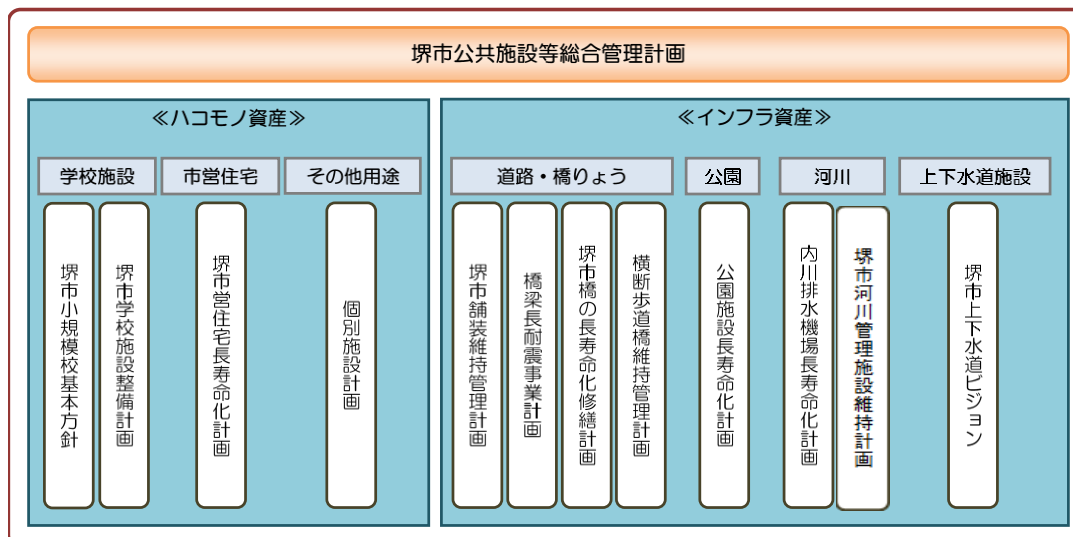 堺市公共施設等総合管理計画
≪ハコモノ資産≫
学校施設
市営住宅
その他用途
堺市小規模校基本方針
堺市学校施設整備計画
堺市営住宅長寿命化計画
個別施設計画
≪インフラ資産≫
道路・橋りょう
公園
河川
上下水道施設
堺市舗装維持管理計画
橋梁長耐震事業計画
堺市橋の長寿命化修繕計画
横断歩道橋維持管理計画
公園施設長寿命化計画
内川排水機場長寿命化計画
堺市河川管理施設維持計画
堺市上下水道ビジョン